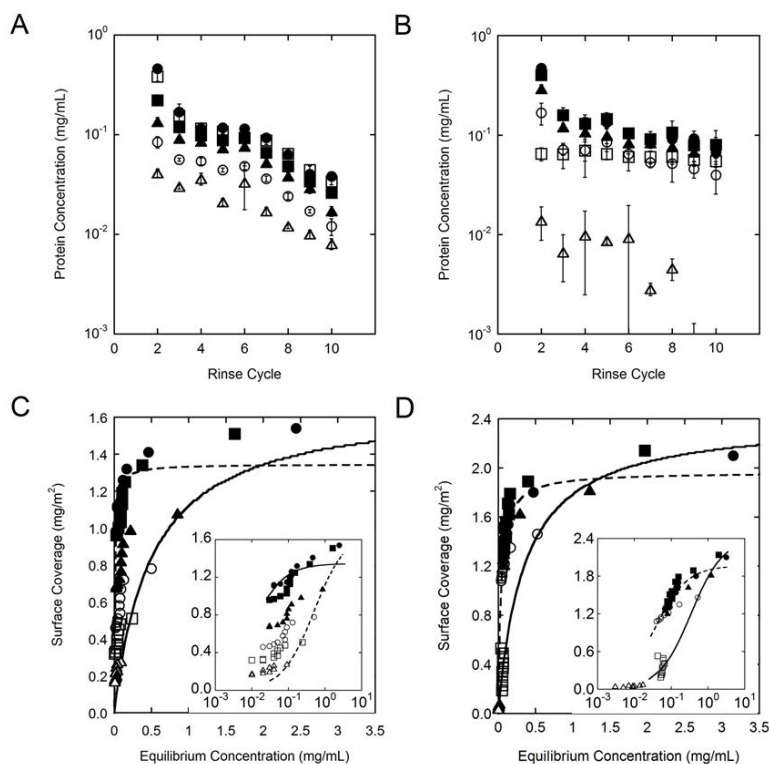 A
B
10⁰
10⁻¹
10⁻²
10⁻³
Protein Concentration (mg/mL)
0 2 4 6 8 10
Rinse Cycle
10⁰
10⁻¹
10⁻²
10⁻³
Protein Concentration (mg/mL)
0 2 4 6 8 10
Rinse Cycle
C
D
1.6
1.4
1.2
1.0
0.8
0.6
0.4
0.2
0.0
Surface Coverage (mg/m²)
0 0.5 1 1.5 2 2.5 3 3.5
Equilibrium Concentration (mg/mL)
1.6
1.2
0.8
0.4
0.0
10⁻³ 10⁻² 10⁻¹ 10⁰ 10¹
2.4
2.0
1.6
1.2
0.8
0.4
0.0
Surface Coverage (mg/m²)
0 0.5 1 1.5 2 2.5 3 3.5
Equilibrium Concentration (mg/mL)
2.4
1.8
1.2
0.6
0.0
10⁻³ 10⁻² 10⁻¹ 10⁰ 10¹